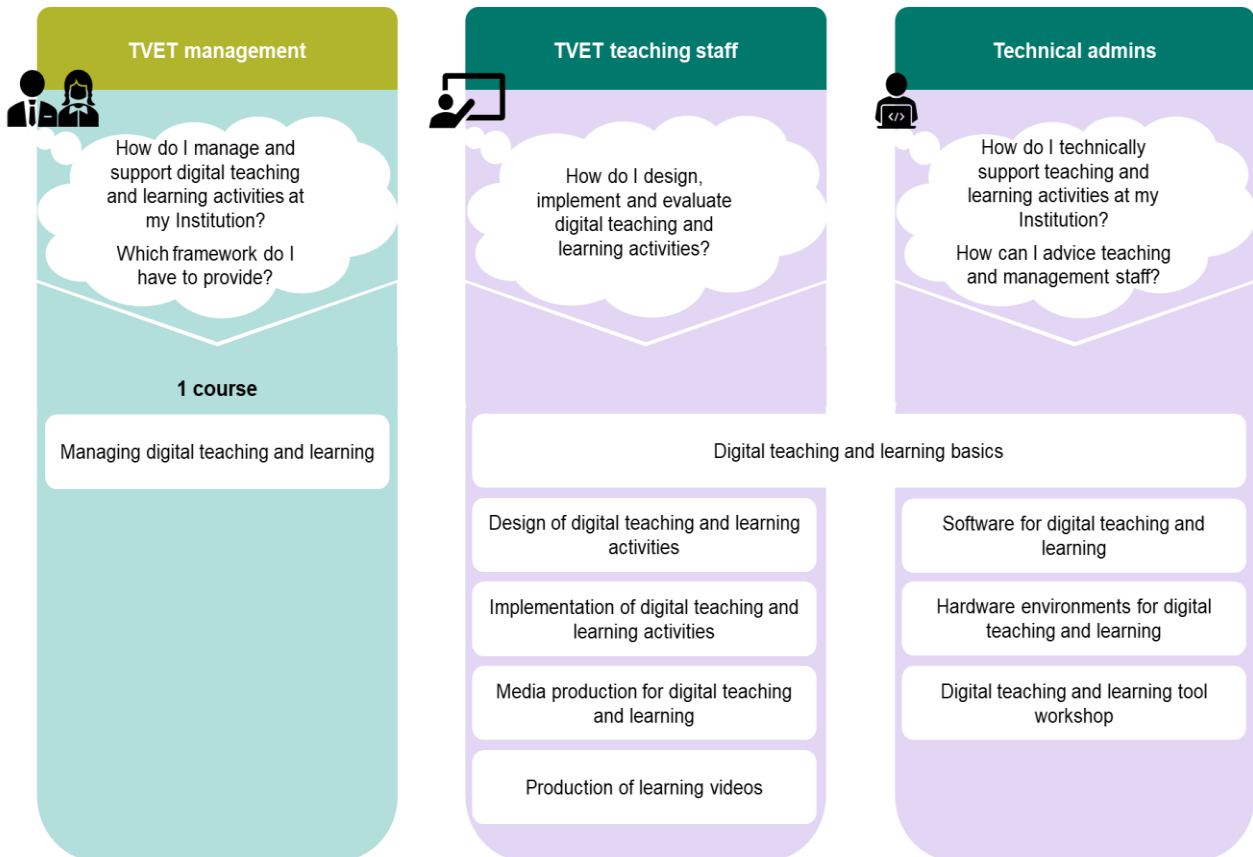 TVET management
How do I manage and
support digital teaching
and learning activities at
my Institution?
Which framework do I
have to provide?
1 course
Managing digital teaching and learning
TVET teaching staff
How do I design,
implement and evaluate
digital teaching and
learning activities?
Technical admins
</>
How do I technically
support teaching and
learning activities at my
Institution?
How can I advice teaching
and management staff?
Digital teaching and learning basics
Design of digital teaching and learning
activities
Implementation of digital teaching and
learning activities
Media production for digital teaching
and learning
Production of learning videos
Software for digital teaching and
learning
Hardware environments for digital
teaching and learning
Digital teaching and learning tool
workshop